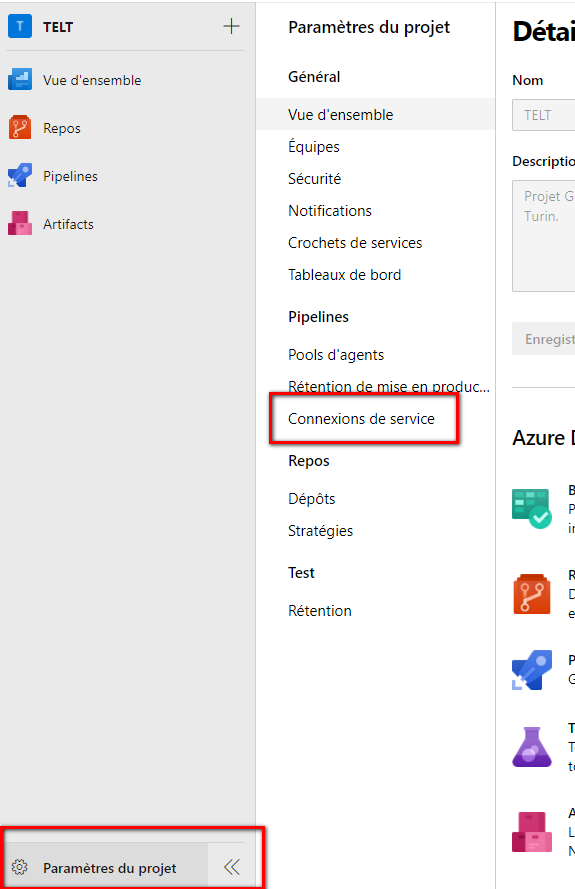 T TELT
Vue d'ensemble
Repos
Pipelines
Artifacts
Paramètres du projet
Paramètres du projet
Général
Vue d'ensemble
Équipes
Sécurité
Notifications
Crochets de services
Tableaux de bord
Pipelines
Pools d'agents
Rétention de mise en produc...
Connexions de service
Repos
Dépôts
Stratégies
Test
Rétention
Détai
Nom
TELT
Descriptio
Projet G
Turin.
Enregist
Azure D
B
P
in
R
D
e
P
G
T
T
to
A
L
N